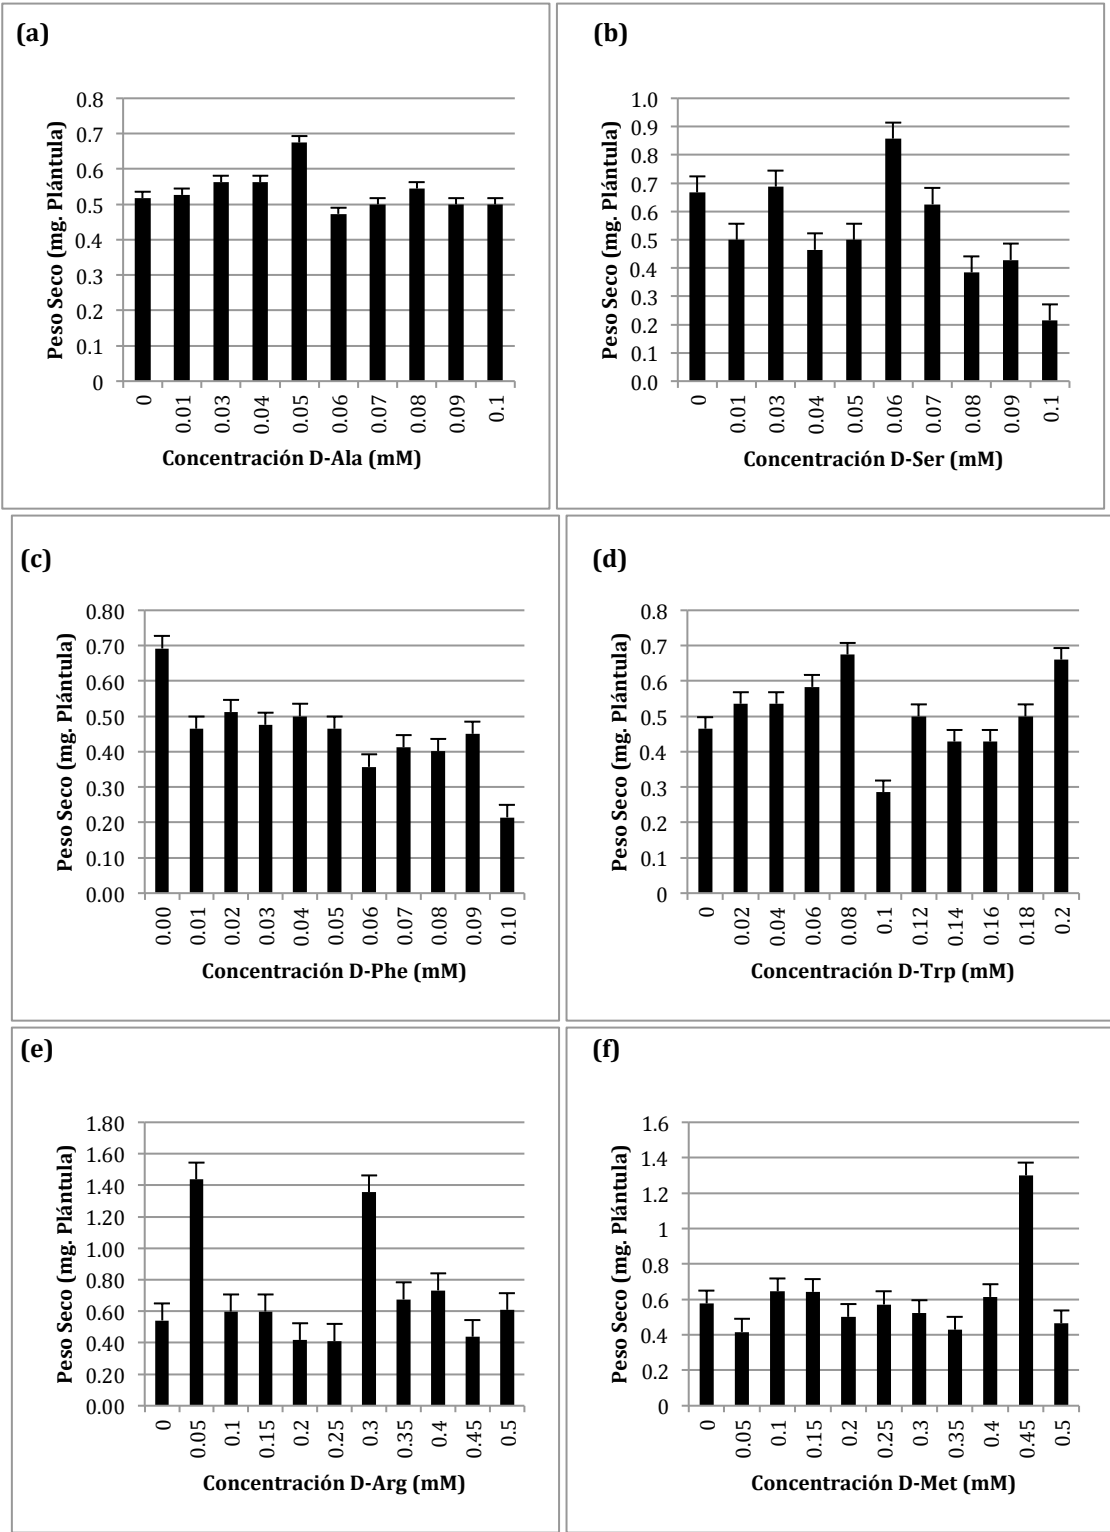 (a)
Peso Seco (mg. Plántula)
0.8
0.7
0.6
0.5
0.4
0.3
0.2
0.1
0
0 0.01 0.03 0.04 0.05 0.06 0.07 0.08 0.09 0.1
Concentración D-Ala (mM)
(b)
Peso Seco (mg. Plántula)
1.0
0.9
0.8
0.7
0.6
0.5
0.4
0.3
0.2
0.1
0.0
0 0.01 0.03 0.04 0.05 0.06 0.07 0.08 0.09 0.1
Concentración D-Ser (mM)
(c)
Peso Seco (mg. Plántula)
0.80
0.70
0.60
0.50
0.40
0.30
0.20
0.10
0.00
0.00 0.01 0.02 0.03 0.04 0.05 0.06 0.07 0.08 0.09 0.10
Concentración D-Phe (mM)
(d)
Peso Seco (mg. Plántula)
0.8
0.7
0.6
0.5
0.4
0.3
0.2
0.1
0
0 0.02 0.04 0.06 0.08 0.1 0.12 0.14 0.16 0.18 0.2
Concentración D-Trp (mM)
(e)
Peso Seco (mg. Plántula)
1.80
1.60
1.40
1.20
1.00
0.80
0.60
0.40
0.20
0.00
0 0.05 0.1 0.15 0.2 0.25 0.3 0.35 0.4 0.45 0.5
Concentración D-Arg (mM)
(f)
Peso Seco (mg. Plántula)
1.6
1.4
1.2
1
0.8
0.6
0.4
0.2
0
0 0.05 0.1 0.15 0.2 0.25 0.3 0.35 0.4 0.45 0.5
Concentración D-Met (mM)